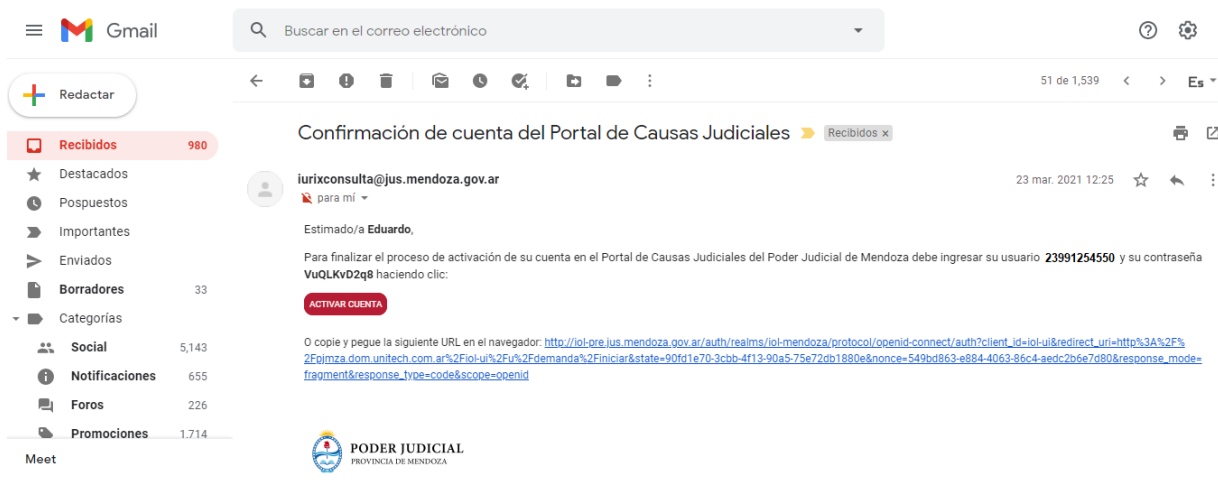 Gmail
Buscar en el correo electrónico
Redactar
51 de 1,539
Es
Confirmación de cuenta del Portal de Causas Judiciales
Recibidos x
Recibidos 980
Destacados
Pospuestos
Importantes
Enviados
Borradores 33
Categorías
Social 5,143
Notificaciones 655
Foros 226
Promociones 1.714
Meet
iurixconsulta@jus.mendoza.gov.ar
23 mar. 2021 12:25
para mí
Estimado/a Eduardo,
Para finalizar el proceso de activación de su cuenta en el Portal de Causas Judiciales del Poder Judicial de Mendoza debe ingresar su usuario 23991254550 y su contraseña
VuQLKvD2q8 haciendo clic:
ACTIVAR CUENTA
O copie y pegue la siguiente URL en el navegador: http://iol-pre.jus.mendoza.gov.ar/auth/realms/iol-mendoza/protocol/openid-connect/auth?client_id=iol-ui&redirect_uri=http%3A%2F%
2Fpjmza.dom.unitech.com.ar%2Fiol-ui%2Fu%2Fdemanda%2Finiciar&state=90fd1e70-3cbb-4f13-90a5-75e72db1880e&nonce=549bd863-e884-4063-86c4-aedc2b6e7d80&response_mode=
fragment&response_type=code&scope=openid
PODER JUDICIAL
PROVINCIA DE MENDOZA